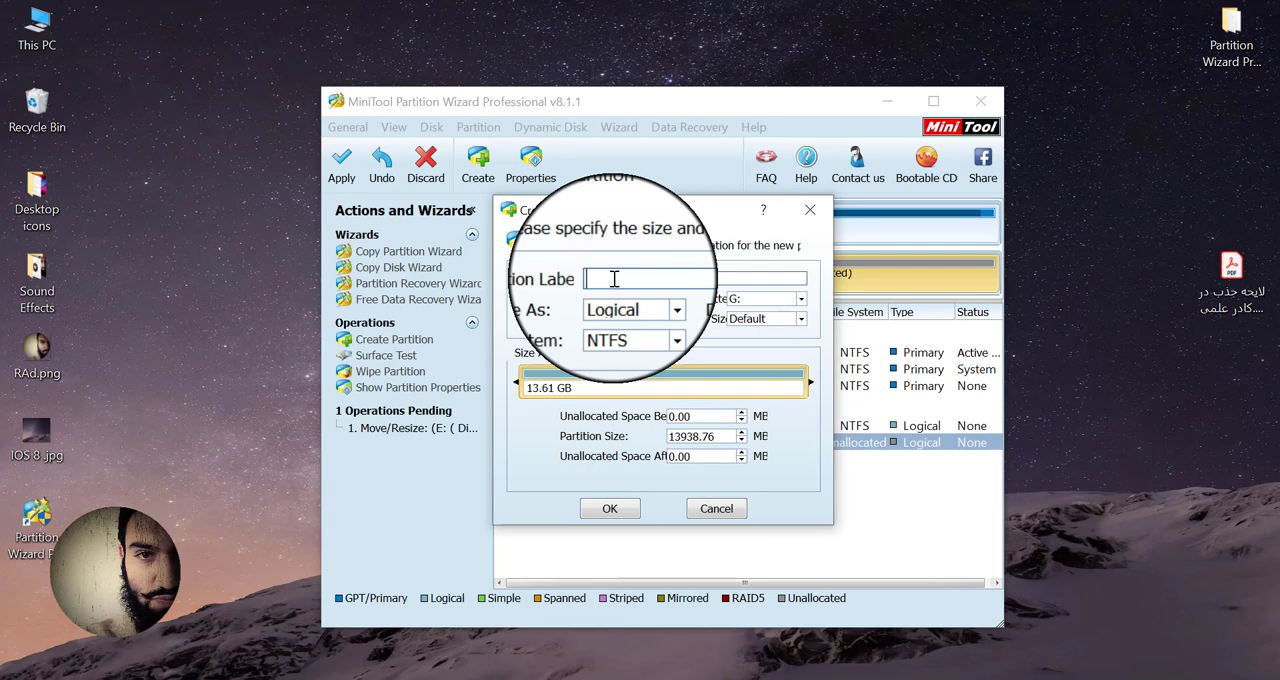 This PC
Recycle Bin
Desktop
icons
Sound
Effects
RAd.png
IOS 8 .jpg
Partition
Wizard P
Partition
Wizard Pr...
PDF
لایحه جذب در
کادر علمی....
MiniTool Partition Wizard Professional v8.1.1
General View Disk Partition Dynamic Disk Wizard Data Recovery Help
Mini Tool
Apply Undo Discard Create Properties FAQ Help Contact us Bootable CD Share
Actions and Wizards
Wizards
Copy Partition Wizard
Copy Disk Wizard
Partition Recovery Wizard
Free Data Recovery Wiza
Operations
Create Partition
Surface Test
Wipe Partition
Show Partition Properties
1 Operations Pending
1. Move/Resize: (E: ( Di...
?
ase specify the size and
ation for the new p
ion Labe
e As: Logical
G:
Default
tem: NTFS
13.61 GB
Unallocated Space Be 0.00 MB
Partition Size: 13938.76 MB
Unallocated Space Aft 0.00 MB
OK Cancel
ed)
le System Type Status
NTFS Primary Active ...
NTFS Primary System
NTFS Primary None
NTFS Logical None
nallocated Logical None
GPT/Primary Logical Simple Spanned Striped Mirrored RAID5 Unallocated